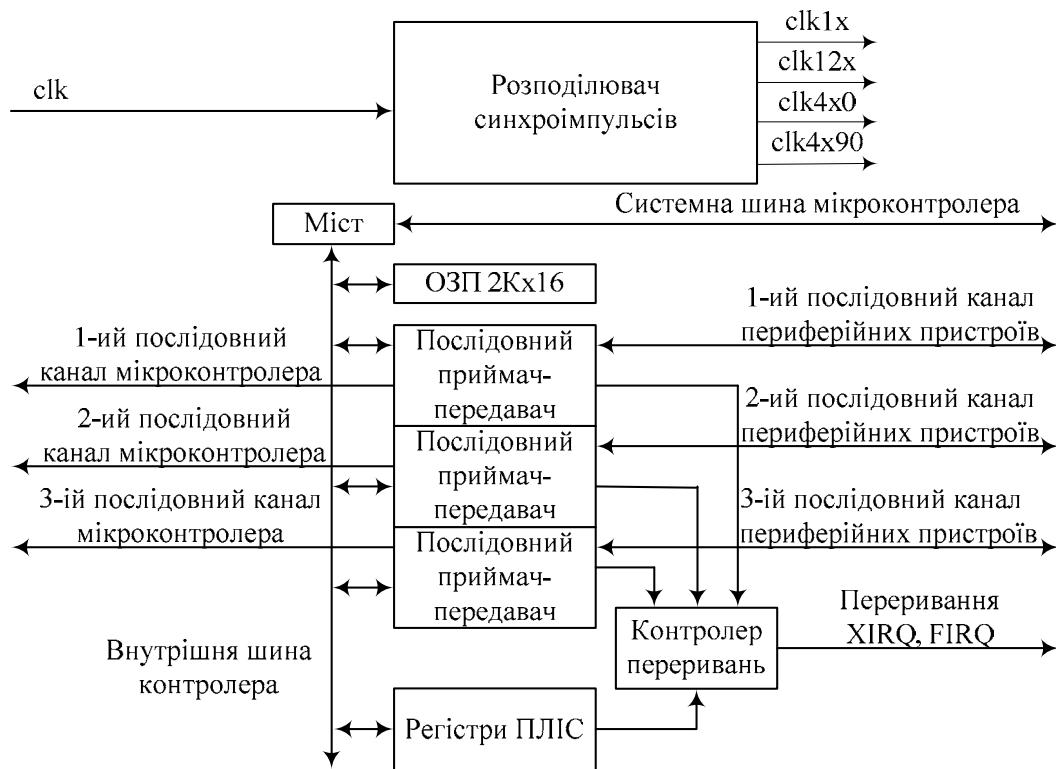 clk
Розподілювач
синхроімпульсів
clk1x
clk12x
clk4x0
clk4x90
Системна шина мікроконтролера
Міст
ОЗП 2Кх16
1-ий послідовний канал
периферійних пристроїв
1-ий послідовний
канал мікроконтролера
Послідовний
приймач-
передавач
2-ий послідовний канал
периферійних пристроїв
2-ий послідовний
канал мікроконтролера
Послідовний
приймач-
передавач
3-ій послідовний канал
периферійних пристроїв
3-ій послідовний канал
мікроконтролера
Послідовний
приймач-
передавач
Контролер
переривань
Переривання
XIRQ, FIRQ
Внутрішня шина
контролера
Регістри ПЛІС